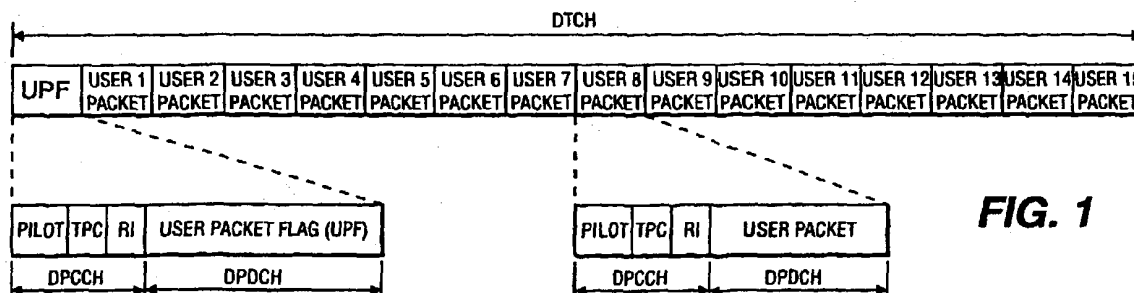 DTCH
UPF USER 1 PACKET USER 2 PACKET USER 3 PACKET USER 4 PACKET USER 5 PACKET USER 6 PACKET USER 7 PACKET USER 8 PACKET USER 9 PACKET USER 10 PACKET USER 11 PACKET USER 12 PACKET USER 13 PACKET USER 14 PACKET USER 15 PACKET
PILOT TPC RI USER PACKET FLAG (UPF) PILOT TPC RI USER PACKET
FIG. 1
DPCCH DPDCH DPCCH DPDCH